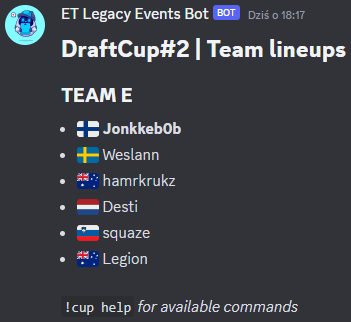 ET Legacy Events Bot BOT Dziś o 18:17
DraftCup#2 | Team lineups
TEAM E
Jonkkeb0b
Weslann
hamrkrukz
Desti
squaze
Legion
!cup help for available commands